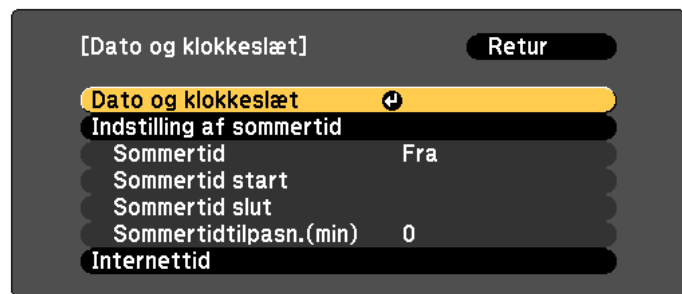 [Dato og klokkeslæt] Retur
Dato og klokkeslæt
Indstilling af sommertid
Sommertid Fra
Sommertid start
Sommertid slut
Sommertidtilpasn.(min) 0
Internettid